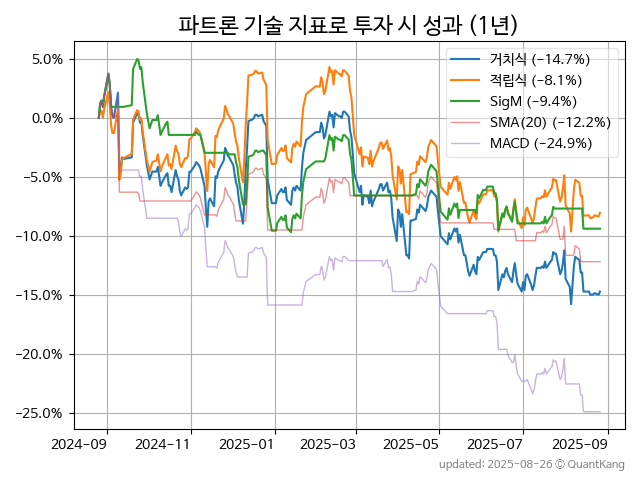 파트론 기술 지표로 투자 시 성과 (1년)
거치식 (−14.7%)
적립식 (−8.1%)
SigM (−9.4%)
SMA(20) (−12.2%)
MACD (−24.9%)
5.0%
0.0%
−5.0%
−10.0%
−15.0%
−20.0%
−25.0%
2024−09 2024−11 2025−01 2025−03 2025−05 2025−07 2025−09
updated: 2025-08-26 © QuantKang